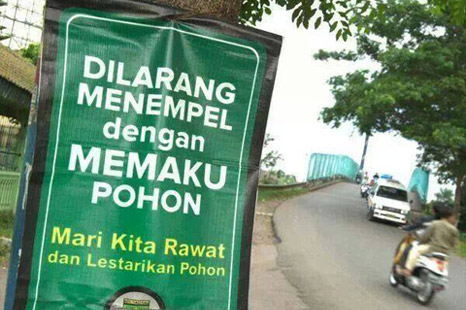 DILARANG
MENEMPEL
dengan
MEMAKU
POHON
Mari Kita Rawat
dan Lestarikan Pohon